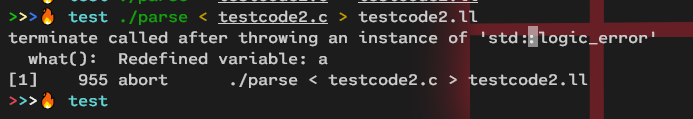 >>>🔥 test ./parse < testcode2.c > testcode2.ll
terminate called after throwing an instance of 'std::logic_error'
  what():  Redefined variable: a
[1]    955 abort      ./parse < testcode2.c > testcode2.ll
>>>🔥 test